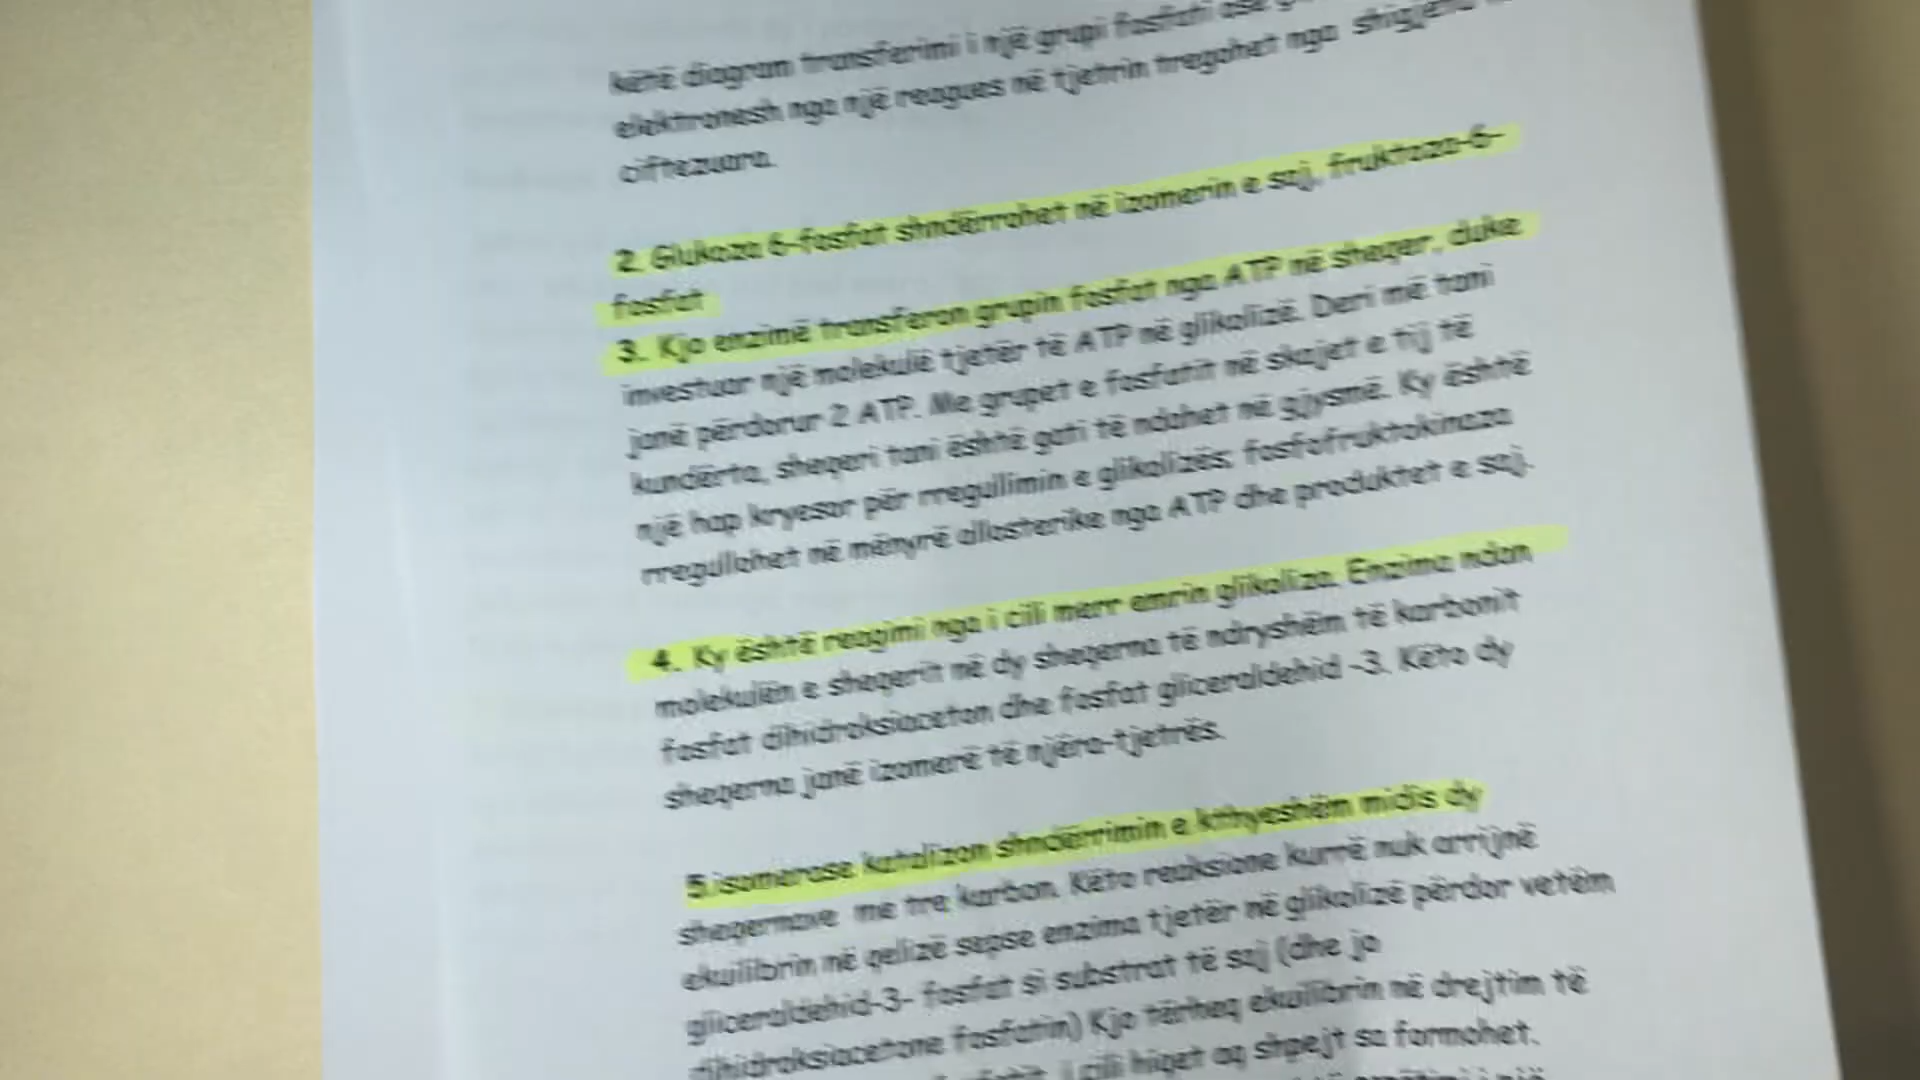 këtë diagram transferimi i një grupi fosfati ose
elektronesh nga një reagues në tjetrin tregohet nga shigjeta
çiftezuara.
2. Glukoza 6-fosfat shndërrohet në izomerin e saj, fruktoza-6-
fosfat
3. Kjo enzimë transferon grupin fosfat nga ATP në sheqer, duke
investuar një molekulë tjetër të ATP në glikolizë. Deri më tani
janë përdorur 2 ATP. Me grupet e fosfatit në skajet e tij të
kundërta, sheqeri tani është gati të ndahet në gjysmë. Ky është
një hap kryesor për rregullimin e glikolizës; fosfofruktokinaza
rregullohet në mënyrë allosterike nga ATP dhe produktet e saj.
4. Ky është reagimi nga i cili merr emrin glikoliza. Enzima ndan
molekulën e sheqerit në dy sheqerna të ndryshëm të karbonit
fosfat dihidroksiaceton dhe fosfat gliceraldehid -3. Këto dy
sheqerna janë izomerë të njëra-tjetrës.
5.isomerase katalizon shndërrimin e kthyeshëm midis dy
sheqernave me tre karbon. Këto reaksione kurrë nuk arrijnë
ekuilibrin në qelizë sepse enzima tjetër në glikolizë përdor vetëm
gliceraldehid-3- fosfat si substrat të saj (dhe jo
dihidroksiacetone fosfatin) Kjo tërheq ekuilibrin në drejtim të
i cili hiqet aq shpejt sa formohet.